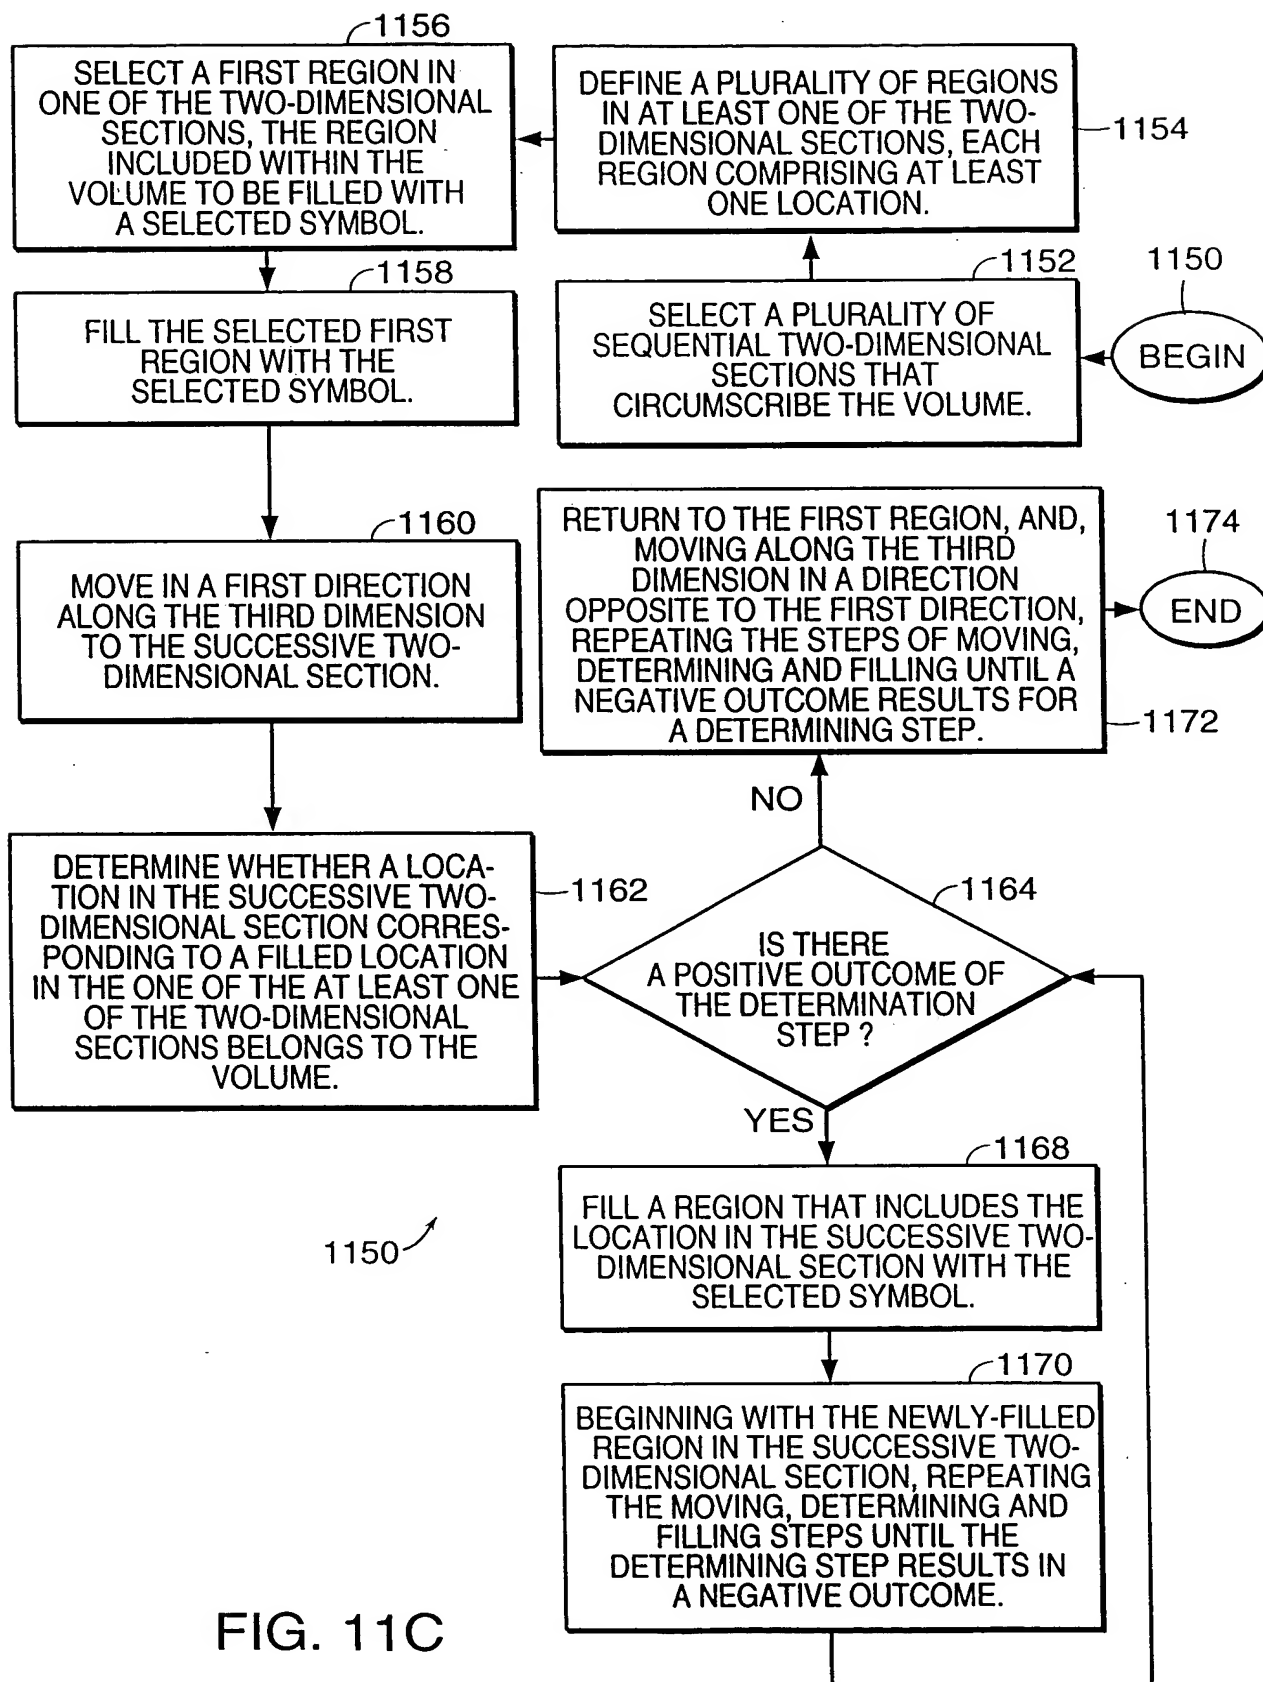 1150
BEGIN
1152
SELECT A PLURALITY OF
SEQUENTIAL TWO-DIMENSIONAL
SECTIONS THAT
CIRCUMSCRIBE THE VOLUME.
DEFINE A PLURALITY OF REGIONS
IN AT LEAST ONE OF THE TWO-
DIMENSIONAL SECTIONS, EACH
REGION COMPRISING AT LEAST
ONE LOCATION.
1154
1156
SELECT A FIRST REGION IN
ONE OF THE TWO-DIMENSIONAL
SECTIONS, THE REGION
INCLUDED WITHIN THE
VOLUME TO BE FILLED WITH
A SELECTED SYMBOL.
1158
FILL THE SELECTED FIRST
REGION WITH THE
SELECTED SYMBOL.
1160
MOVE IN A FIRST DIRECTION
ALONG THE THIRD DIMENSION
TO THE SUCCESSIVE TWO-
DIMENSIONAL SECTION.
DETERMINE WHETHER A LOCA-
TION IN THE SUCCESSIVE TWO-
DIMENSIONAL SECTION CORRES-
PONDING TO A FILLED LOCATION
IN THE ONE OF THE AT LEAST ONE
OF THE TWO-DIMENSIONAL
SECTIONS BELONGS TO THE
VOLUME.
1162
1164
IS THERE
A POSITIVE OUTCOME OF
THE DETERMINATION
STEP ?
NO
RETURN TO THE FIRST REGION, AND,
MOVING ALONG THE THIRD
DIMENSION IN A DIRECTION
OPPOSITE TO THE FIRST DIRECTION,
REPEATING THE STEPS OF MOVING,
DETERMINING AND FILLING UNTIL A
NEGATIVE OUTCOME RESULTS FOR
A DETERMINING STEP.
1172
1174
END
YES
1168
FILL A REGION THAT INCLUDES THE
LOCATION IN THE SUCCESSIVE TWO-
DIMENSIONAL SECTION WITH THE
SELECTED SYMBOL.
1170
BEGINNING WITH THE NEWLY-FILLED
REGION IN THE SUCCESSIVE TWO-
DIMENSIONAL SECTION, REPEATING
THE MOVING, DETERMINING AND
FILLING STEPS UNTIL THE
DETERMINING STEP RESULTS IN
A NEGATIVE OUTCOME.
1150
FIG. 11C